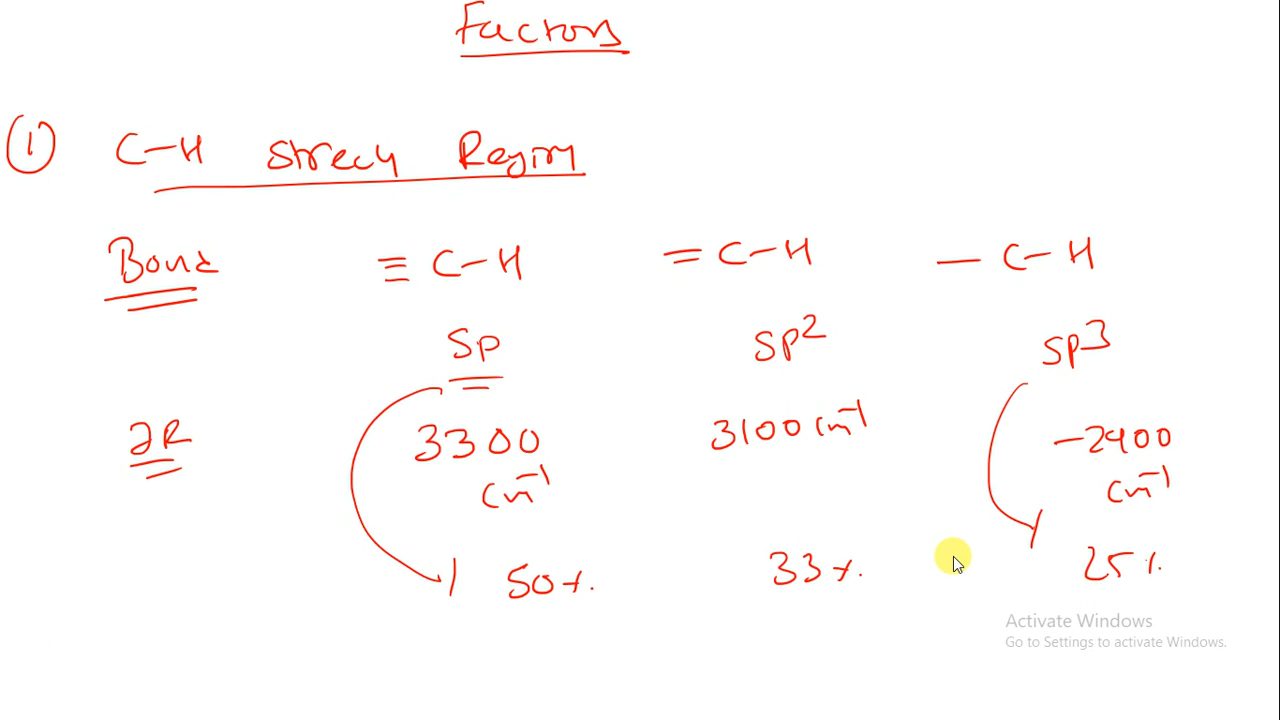 Factors
① C-H Strech Region
Bond ≡ C-H = C-H — C-H
SP SP² SP³
IR 3300 cm⁻¹ 3100 cm⁻¹ -2900 cm⁻¹
50%. 33%. 25%.
Activate Windows
Go to Settings to activate Windows.